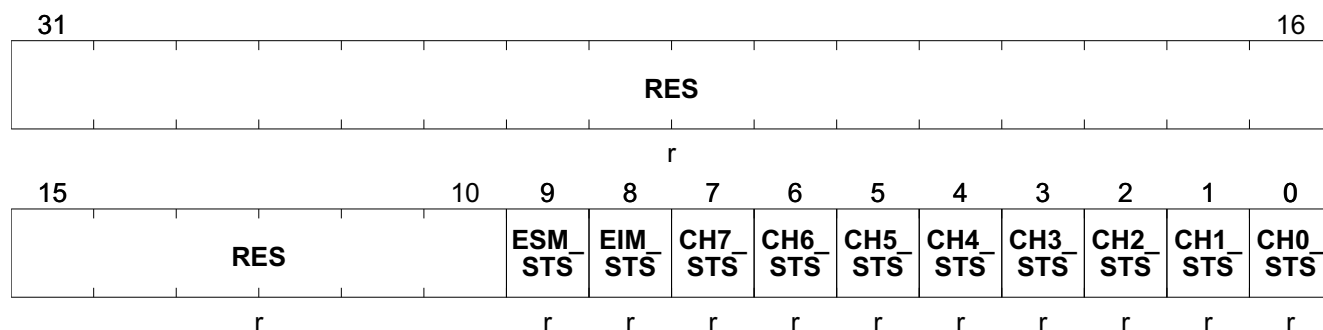 31 16
RES
r
15 10 9 8 7 6 5 4 3 2 1 0
RES ESM_ EIM_ CH7_ CH6_ CH5_ CH4_ CH3_ CH2_ CH1_ CH0_
STS STS STS STS STS STS STS STS STS STS
r r r r r r r r r r r